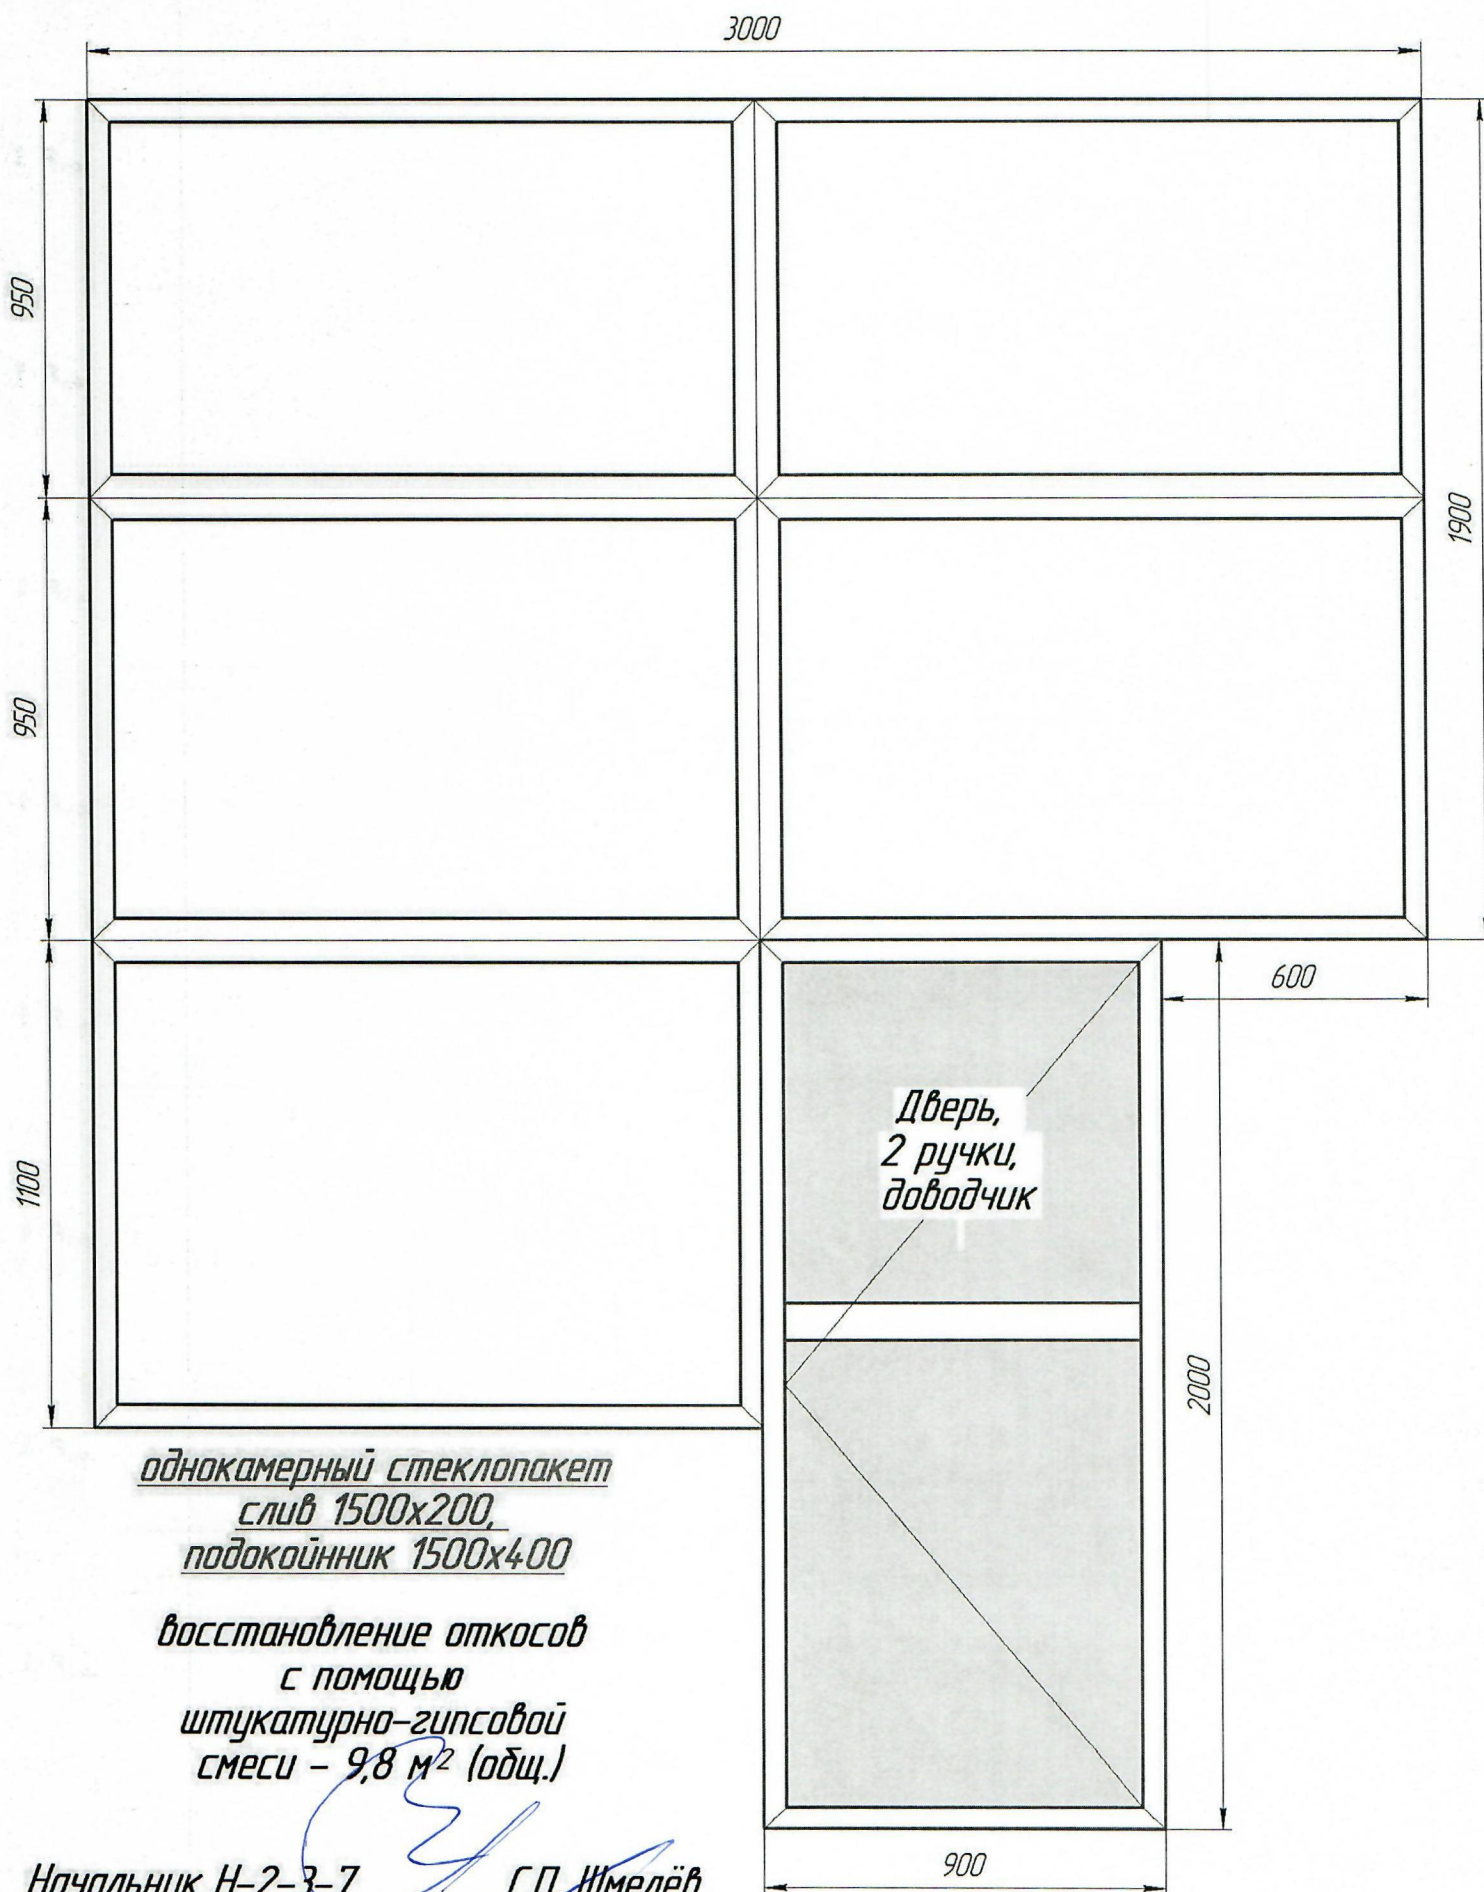 3000
950
1900
950
600
Дверь,
2 ручки,
доводчик
1100
2000
однокамерный стеклопакет
слив 1500х200,
подокойнник 1500х400
восстановление откосов
с помощью
штукатурно-гипсовой
смеси – 9,8 м² (общ.)
900
Начальник Н-2-3-7 С.П. Шмелёв